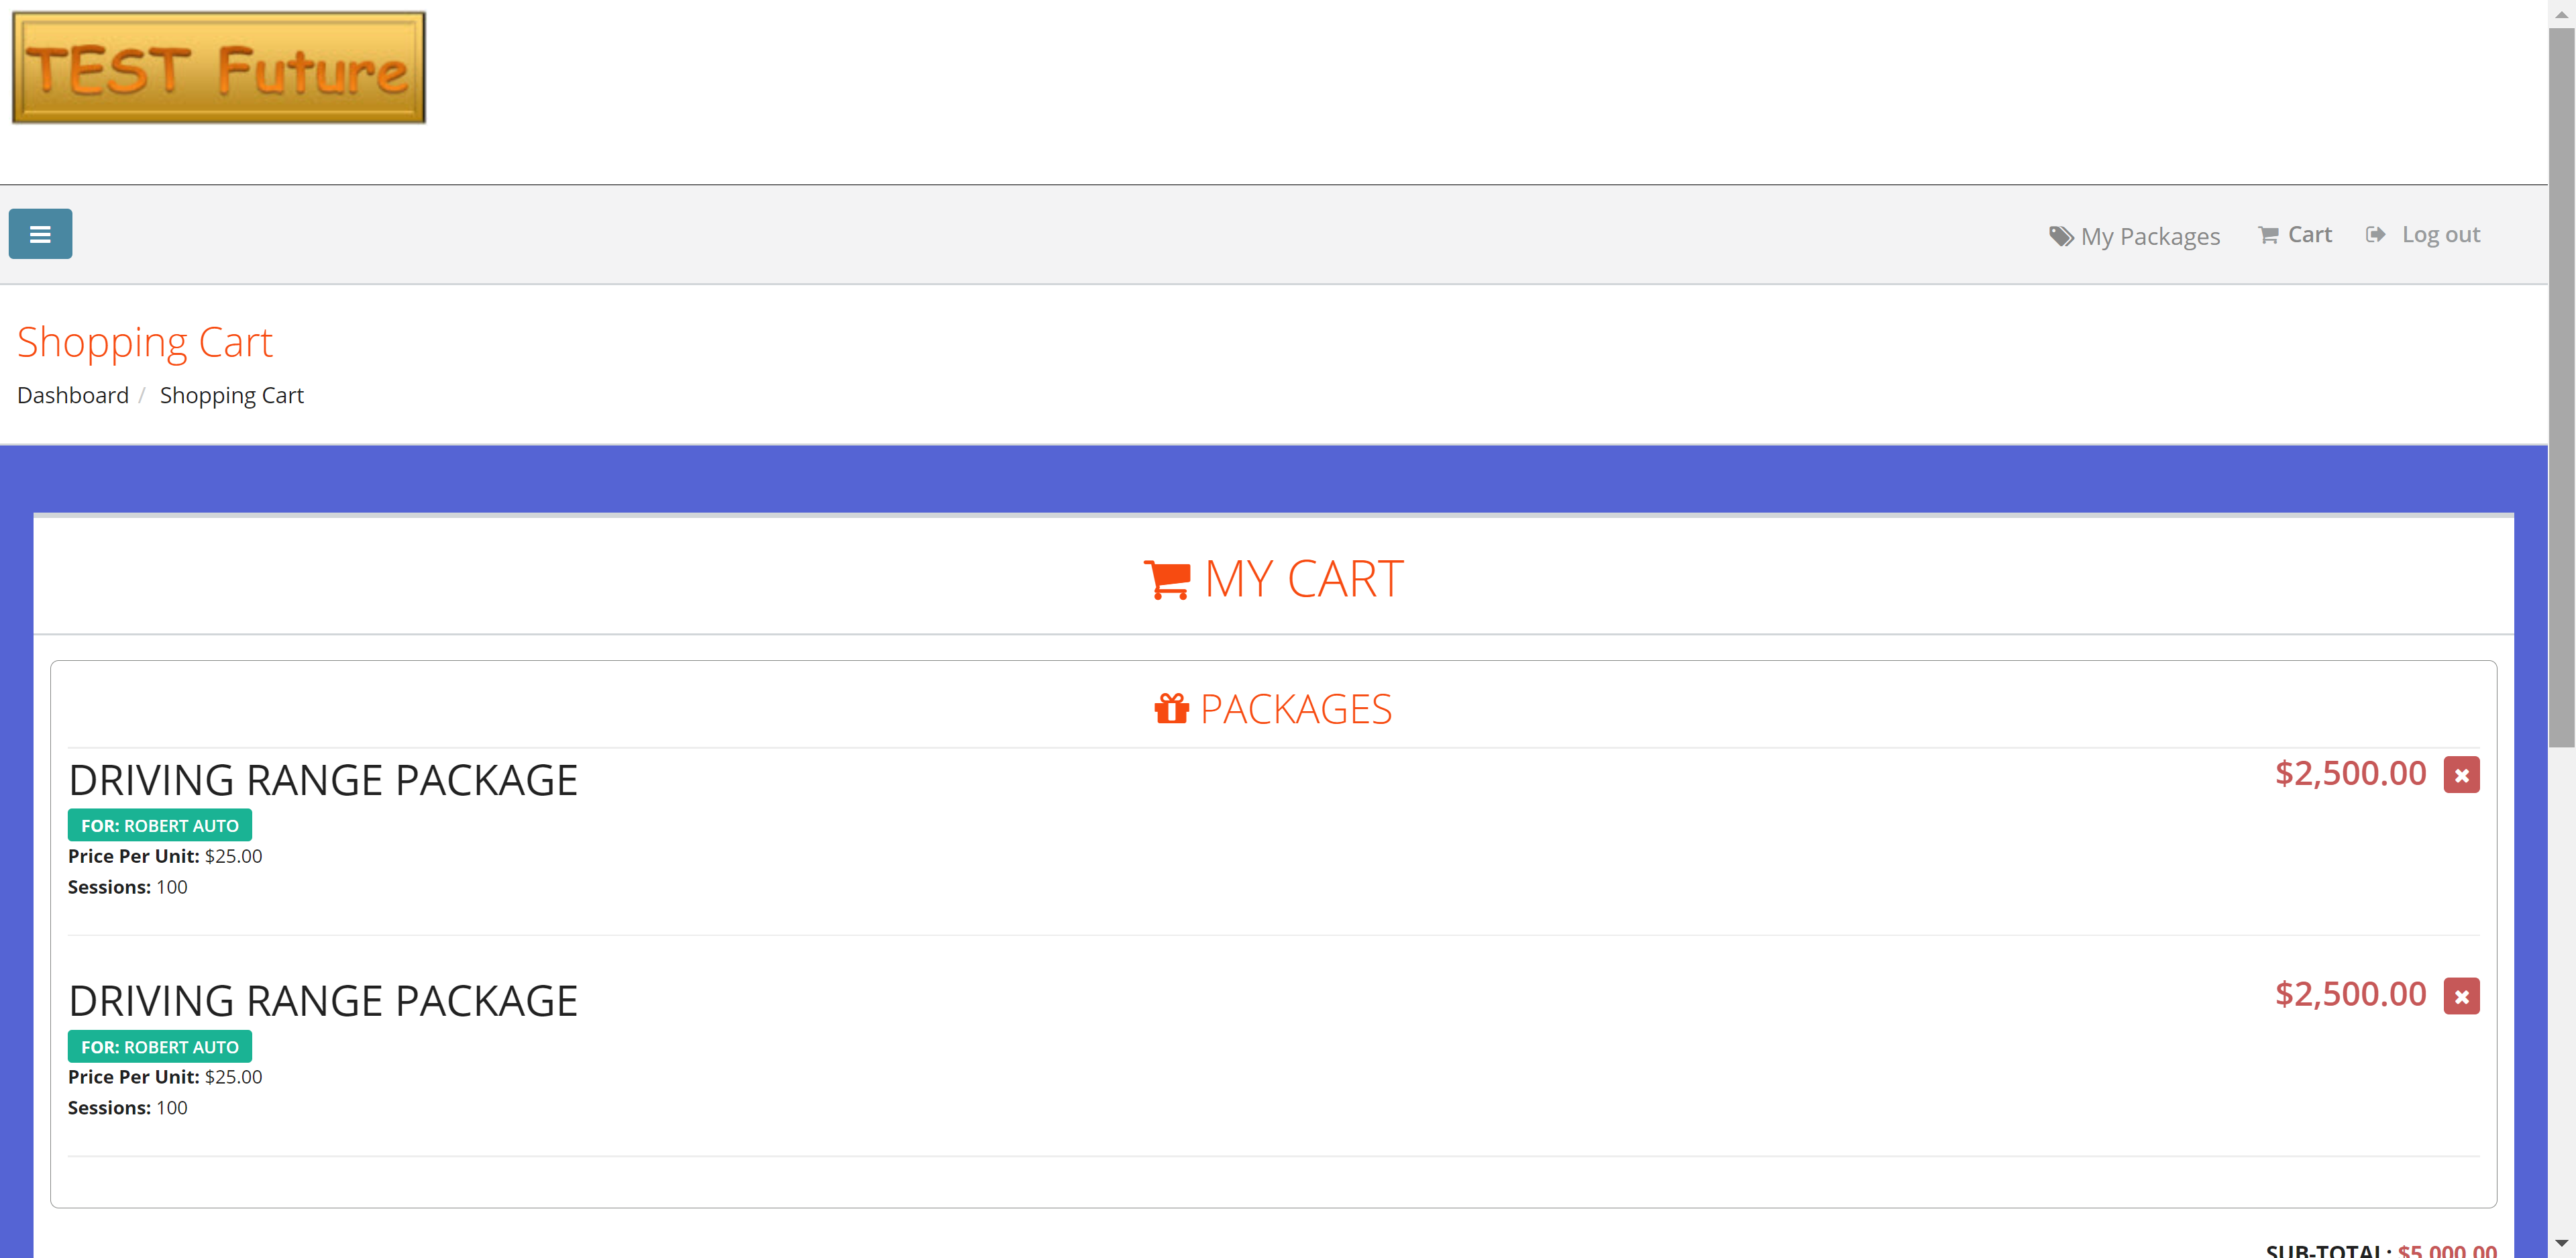 TEST Future
My Packages
Cart
Log out
Shopping Cart
Dashboard / Shopping Cart
MY CART
PACKAGES
DRIVING RANGE PACKAGE
$2,500.00
FOR: ROBERT AUTO
Price Per Unit: $25.00
Sessions: 100
DRIVING RANGE PACKAGE
$2,500.00
FOR: ROBERT AUTO
Price Per Unit: $25.00
Sessions: 100
SUB-TOTAL: $5,000.00